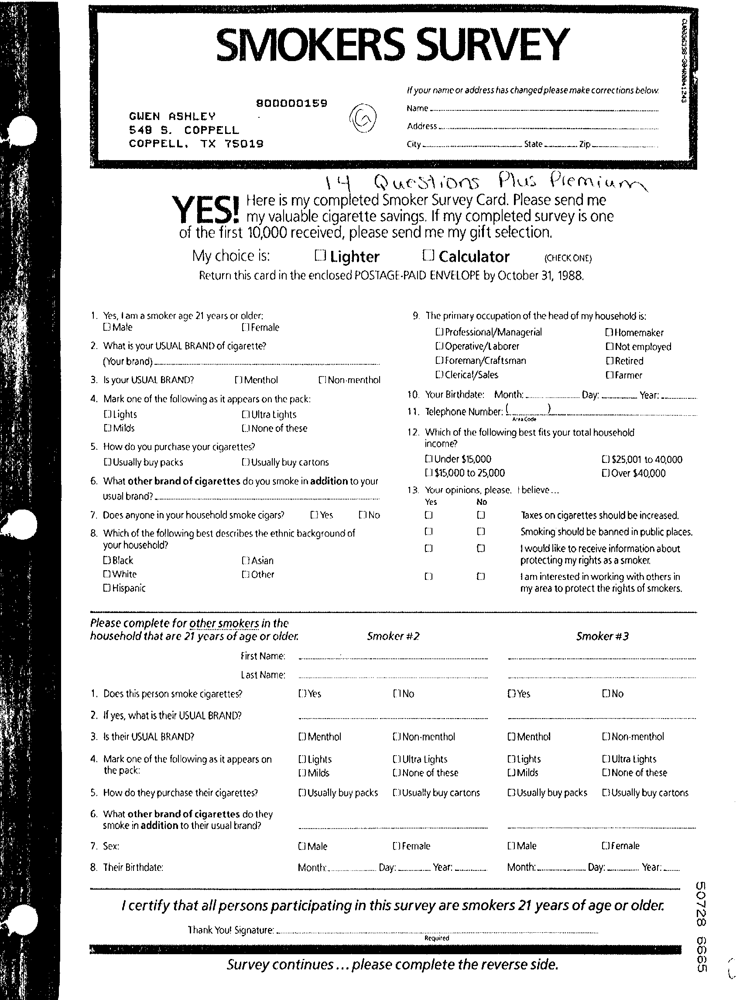 SMOKERS SURVEY
800000159
GWEN ASHLEY
548 S. COPPELL
COPPELL, TX 75019
G
If your name or address has changed please make corrections below.
Name
Address
City State Zip
14 Questions Plus Premium
YES! Here is my completed Smoker Survey Card. Please send me
my valuable cigarette savings. If my completed survey is one
of the first 10,000 received, please send me my gift selection.
My choice is: Lighter Calculator (CHECK ONE)
Return this card in the enclosed POSTAGE-PAID ENVELOPE by October 31, 1988.
1. Yes, I am a smoker age 21 years or older:
Male Female
2. What is your USUAL BRAND of cigarette?
(Your brand)
3. Is your USUAL BRAND? Menthol Non-menthol
4. Mark one of the following as it appears on the pack:
Lights Ultra Lights
Milds None of these
5. How do you purchase your cigarettes?
Usually buy packs Usually buy cartons
6. What other brand of cigarettes do you smoke in addition to your
usual brand?
7. Does anyone in your household smoke cigars? Yes No
8. Which of the following best describes the ethnic background of
your household?
Black Asian
White Other
Hispanic
9. The primary occupation of the head of my household is:
Professional/Managerial Homemaker
Operative/Laborer Not employed
Foreman/Craftsman Retired
Clerical/Sales Farmer
10. Your Birthdate: Month: Day: Year:
11. Telephone Number: ( )
Area Code
12. Which of the following best fits your total household
income?
Under $15,000 $25,001 to 40,000
$15,000 to 25,000 Over $40,000
13. Your opinions, please. I believe...
Yes No
Taxes on cigarettes should be increased.
Smoking should be banned in public places.
I would like to receive information about
protecting my rights as a smoker.
I am interested in working with others in
my area to protect the rights of smokers.
Please complete for other smokers in the
household that are 21 years of age or older. Smoker #2 Smoker #3
First Name:
Last Name:
1. Does this person smoke cigarettes? Yes No Yes No
2. If yes, what is their USUAL BRAND?
3. Is their USUAL BRAND? Menthol Non-menthol Menthol Non-menthol
4. Mark one of the following as it appears on Lights Ultra Lights Lights Ultra Lights
the pack: Milds None of these Milds None of these
5. How do they purchase their cigarettes? Usually buy packs Usually buy cartons Usually buy packs Usually buy cartons
6. What other brand of cigarettes do they
smoke in addition to their usual brand?
7. Sex: Male Female Male Female
8. Their Birthdate: Month: Day: Year: Month: Day: Year:
I certify that all persons participating in this survey are smokers 21 years of age or older.
Thank You! Signature:
Required
Survey continues... please complete the reverse side.
50728 6665